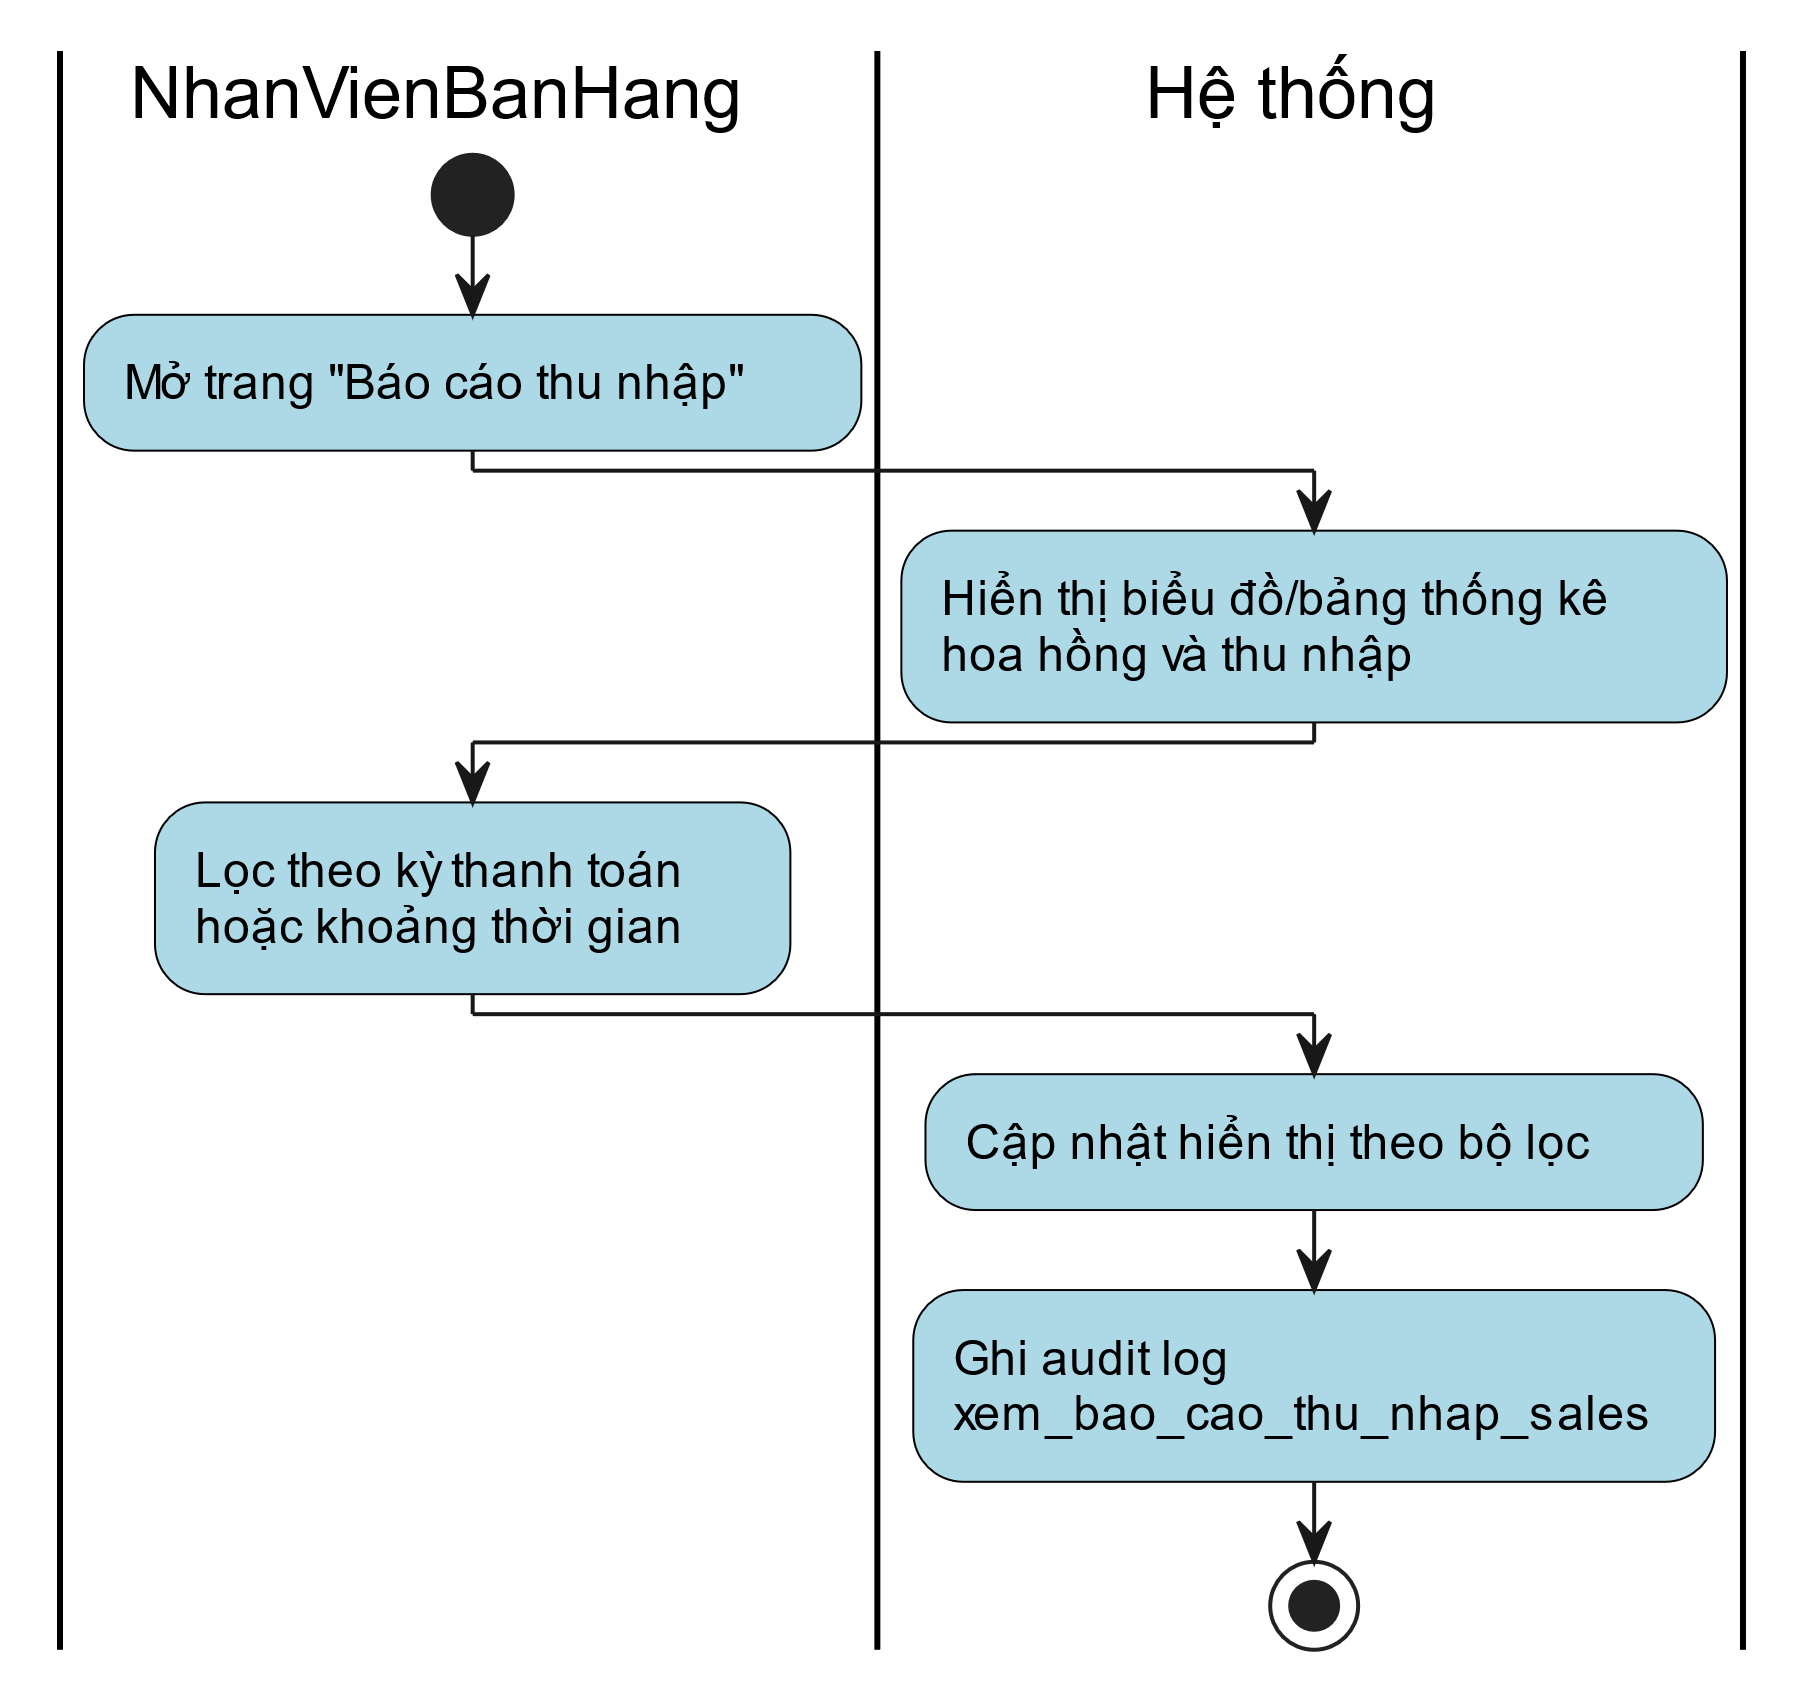 NhanVienBanHang
Hệ thống
Mở trang "Báo cáo thu nhập"
Hiển thị biểu đồ/bảng thống kê
hoa hồng và thu nhập
Lọc theo kỳ thanh toán
hoặc khoảng thời gian
Cập nhật hiển thị theo bộ lọc
Ghi audit log
xem_bao_cao_thu_nhap_sales